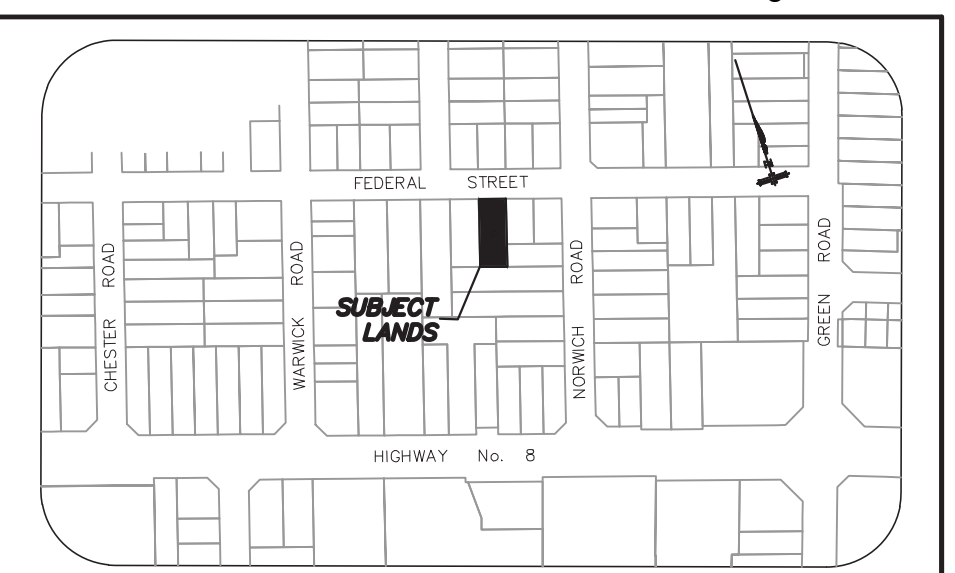 FEDERAL STREET
CHESTER ROAD
WARWICK ROAD
SUBJECT
LANDS
NORWICH ROAD
GREEN ROAD
HIGHWAY No. 8